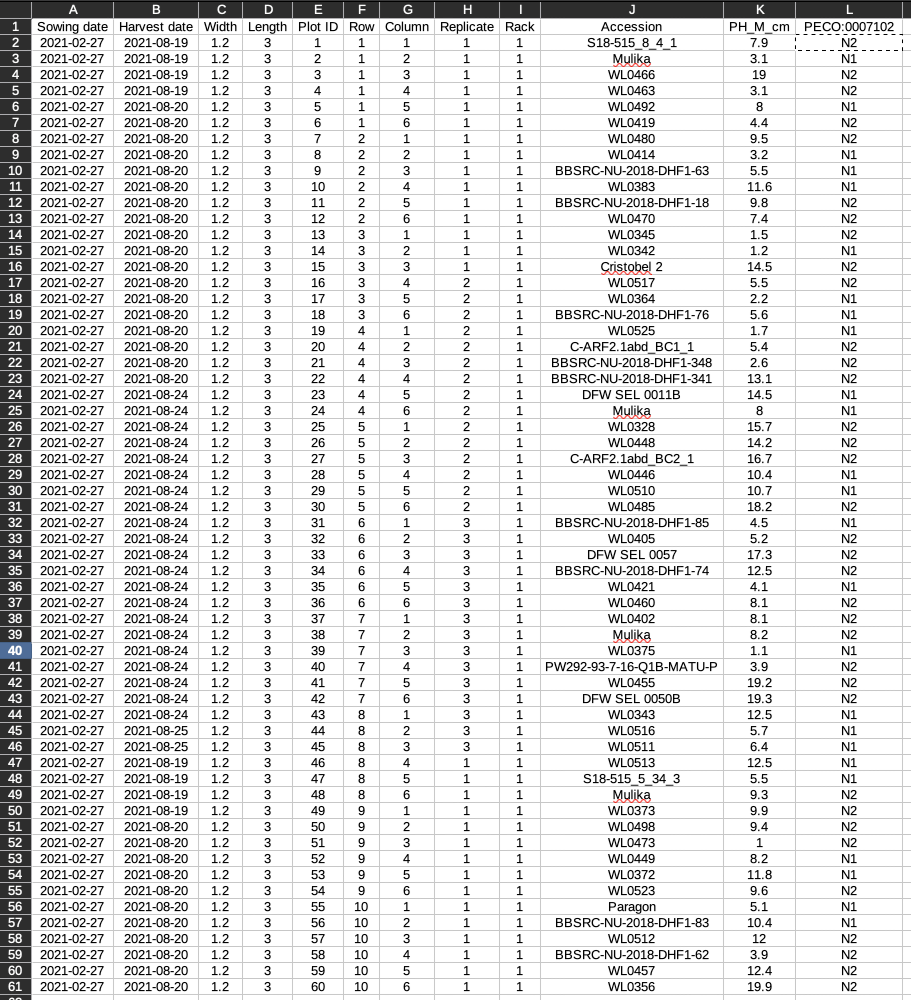 A B C D E F G H I J K L
1 Sowing date Harvest date Width Length Plot ID Row Column Replicate Rack Accession PH_M_cm PECO:0007102
2 2021-02-27 2021-08-19 1.2 3 1 1 1 1 1 S18-515_8_4_1 7.9 N2
3 2021-02-27 2021-08-19 1.2 3 2 1 2 1 1 Mulika 3.1 N1
4 2021-02-27 2021-08-19 1.2 3 3 1 3 1 1 WL0466 19 N2
5 2021-02-27 2021-08-19 1.2 3 4 1 4 1 1 WL0463 3.1 N2
6 2021-02-27 2021-08-20 1.2 3 5 1 5 1 1 WL0492 8 N1
7 2021-02-27 2021-08-20 1.2 3 6 1 6 1 1 WL0419 4.4 N2
8 2021-02-27 2021-08-20 1.2 3 7 2 1 1 1 WL0480 9.5 N2
9 2021-02-27 2021-08-20 1.2 3 8 2 2 1 1 WL0414 3.2 N1
10 2021-02-27 2021-08-20 1.2 3 9 2 3 1 1 BBSRC-NU-2018-DHF1-63 5.5 N1
11 2021-02-27 2021-08-20 1.2 3 10 2 4 1 1 WL0383 11.6 N1
12 2021-02-27 2021-08-20 1.2 3 11 2 5 1 1 BBSRC-NU-2018-DHF1-18 9.8 N2
13 2021-02-27 2021-08-20 1.2 3 12 2 6 1 1 WL0470 7.4 N2
14 2021-02-27 2021-08-20 1.2 3 13 3 1 1 1 WL0345 1.5 N2
15 2021-02-27 2021-08-20 1.2 3 14 3 2 1 1 WL0342 1.2 N1
16 2021-02-27 2021-08-20 1.2 3 15 3 3 1 1 Cristobel 2 14.5 N2
17 2021-02-27 2021-08-20 1.2 3 16 3 4 2 1 WL0517 5.5 N2
18 2021-02-27 2021-08-20 1.2 3 17 3 5 2 1 WL0364 2.2 N1
19 2021-02-27 2021-08-20 1.2 3 18 3 6 2 1 BBSRC-NU-2018-DHF1-76 5.6 N1
20 2021-02-27 2021-08-20 1.2 3 19 4 1 2 1 WL0525 1.7 N1
21 2021-02-27 2021-08-20 1.2 3 20 4 2 2 1 C-ARF2.1abd_BC1_1 5.4 N2
22 2021-02-27 2021-08-20 1.2 3 21 4 3 2 1 BBSRC-NU-2018-DHF1-348 2.6 N2
23 2021-02-27 2021-08-20 1.2 3 22 4 4 2 1 BBSRC-NU-2018-DHF1-341 13.1 N2
24 2021-02-27 2021-08-20 1.2 3 23 4 5 2 1 DFW SEL 0011B 14.5 N1
25 2021-02-27 2021-08-20 1.2 3 24 4 6 2 1 Mulika 8 N1
26 2021-02-27 2021-08-24 1.2 3 25 5 1 2 1 WL0328 15.7 N2
27 2021-02-27 2021-08-24 1.2 3 26 5 2 2 1 WL0448 14.2 N2
28 2021-02-27 2021-08-24 1.2 3 27 5 3 2 1 C-ARF2.1abd_BC2_1 16.7 N2
29 2021-02-27 2021-08-24 1.2 3 28 5 4 2 1 WL0446 10.4 N1
30 2021-02-27 2021-08-24 1.2 3 29 5 5 2 1 WL0510 10.7 N1
31 2021-02-27 2021-08-24 1.2 3 30 5 6 2 1 WL0485 18.2 N2
32 2021-02-27 2021-08-24 1.2 3 31 6 1 3 1 BBSRC-NU-2018-DHF1-85 4.5 N1
33 2021-02-27 2021-08-24 1.2 3 32 6 2 3 1 WL0405 5.2 N2
34 2021-02-27 2021-08-24 1.2 3 33 6 3 3 1 DFW SEL 0057 17.3 N2
35 2021-02-27 2021-08-24 1.2 3 34 6 4 3 1 BBSRC-NU-2018-DHF1-74 12.5 N2
36 2021-02-27 2021-08-24 1.2 3 35 6 5 3 1 WL0421 4.1 N1
37 2021-02-27 2021-08-24 1.2 3 36 6 6 3 1 WL0460 8.1 N2
38 2021-02-27 2021-08-24 1.2 3 37 7 1 3 1 WL0402 8.1 N2
39 2021-02-27 2021-08-24 1.2 3 38 7 2 3 1 Mulika 8.2 N2
40 2021-02-27 2021-08-24 1.2 3 39 7 3 3 1 WL0375 1.1 N1
41 2021-02-27 2021-08-24 1.2 3 40 7 4 3 1 PW292-93-7-16-Q1B-MATU-P 3.9 N2
42 2021-02-27 2021-08-24 1.2 3 41 7 5 3 1 WL0455 19.2 N2
43 2021-02-27 2021-08-24 1.2 3 42 7 6 3 1 DFW SEL 0050B 19.3 N2
44 2021-02-27 2021-08-24 1.2 3 43 8 1 3 1 WL0343 12.5 N1
45 2021-02-27 2021-08-25 1.2 3 44 8 2 3 1 WL0516 5.7 N1
46 2021-02-27 2021-08-25 1.2 3 45 8 3 3 1 WL0511 6.4 N1
47 2021-02-27 2021-08-19 1.2 3 46 8 4 1 1 WL0513 12.5 N1
48 2021-02-27 2021-08-19 1.2 3 47 8 5 1 1 S18-515_5_34_3 5.5 N1
49 2021-02-27 2021-08-19 1.2 3 48 8 6 1 1 Mulika 9.3 N2
50 2021-02-27 2021-08-19 1.2 3 49 9 1 1 1 WL0373 9.9 N2
51 2021-02-27 2021-08-20 1.2 3 50 9 2 1 1 WL0498 9.4 N2
52 2021-02-27 2021-08-20 1.2 3 51 9 3 1 1 WL0473 1 N2
53 2021-02-27 2021-08-20 1.2 3 52 9 4 1 1 WL0449 8.2 N1
54 2021-02-27 2021-08-20 1.2 3 53 9 5 1 1 WL0372 11.8 N1
55 2021-02-27 2021-08-20 1.2 3 54 9 6 1 1 WL0523 9.6 N2
56 2021-02-27 2021-08-20 1.2 3 55 10 1 1 1 Paragon 5.1 N1
57 2021-02-27 2021-08-20 1.2 3 56 10 2 1 1 BBSRC-NU-2018-DHF1-83 10.4 N1
58 2021-02-27 2021-08-20 1.2 3 57 10 3 1 1 WL0512 12 N2
59 2021-02-27 2021-08-20 1.2 3 58 10 4 1 1 BBSRC-NU-2018-DHF1-62 3.9 N2
60 2021-02-27 2021-08-20 1.2 3 59 10 5 1 1 WL0457 12.4 N2
61 2021-02-27 2021-08-20 1.2 3 60 10 6 1 1 WL0356 19.9 N2